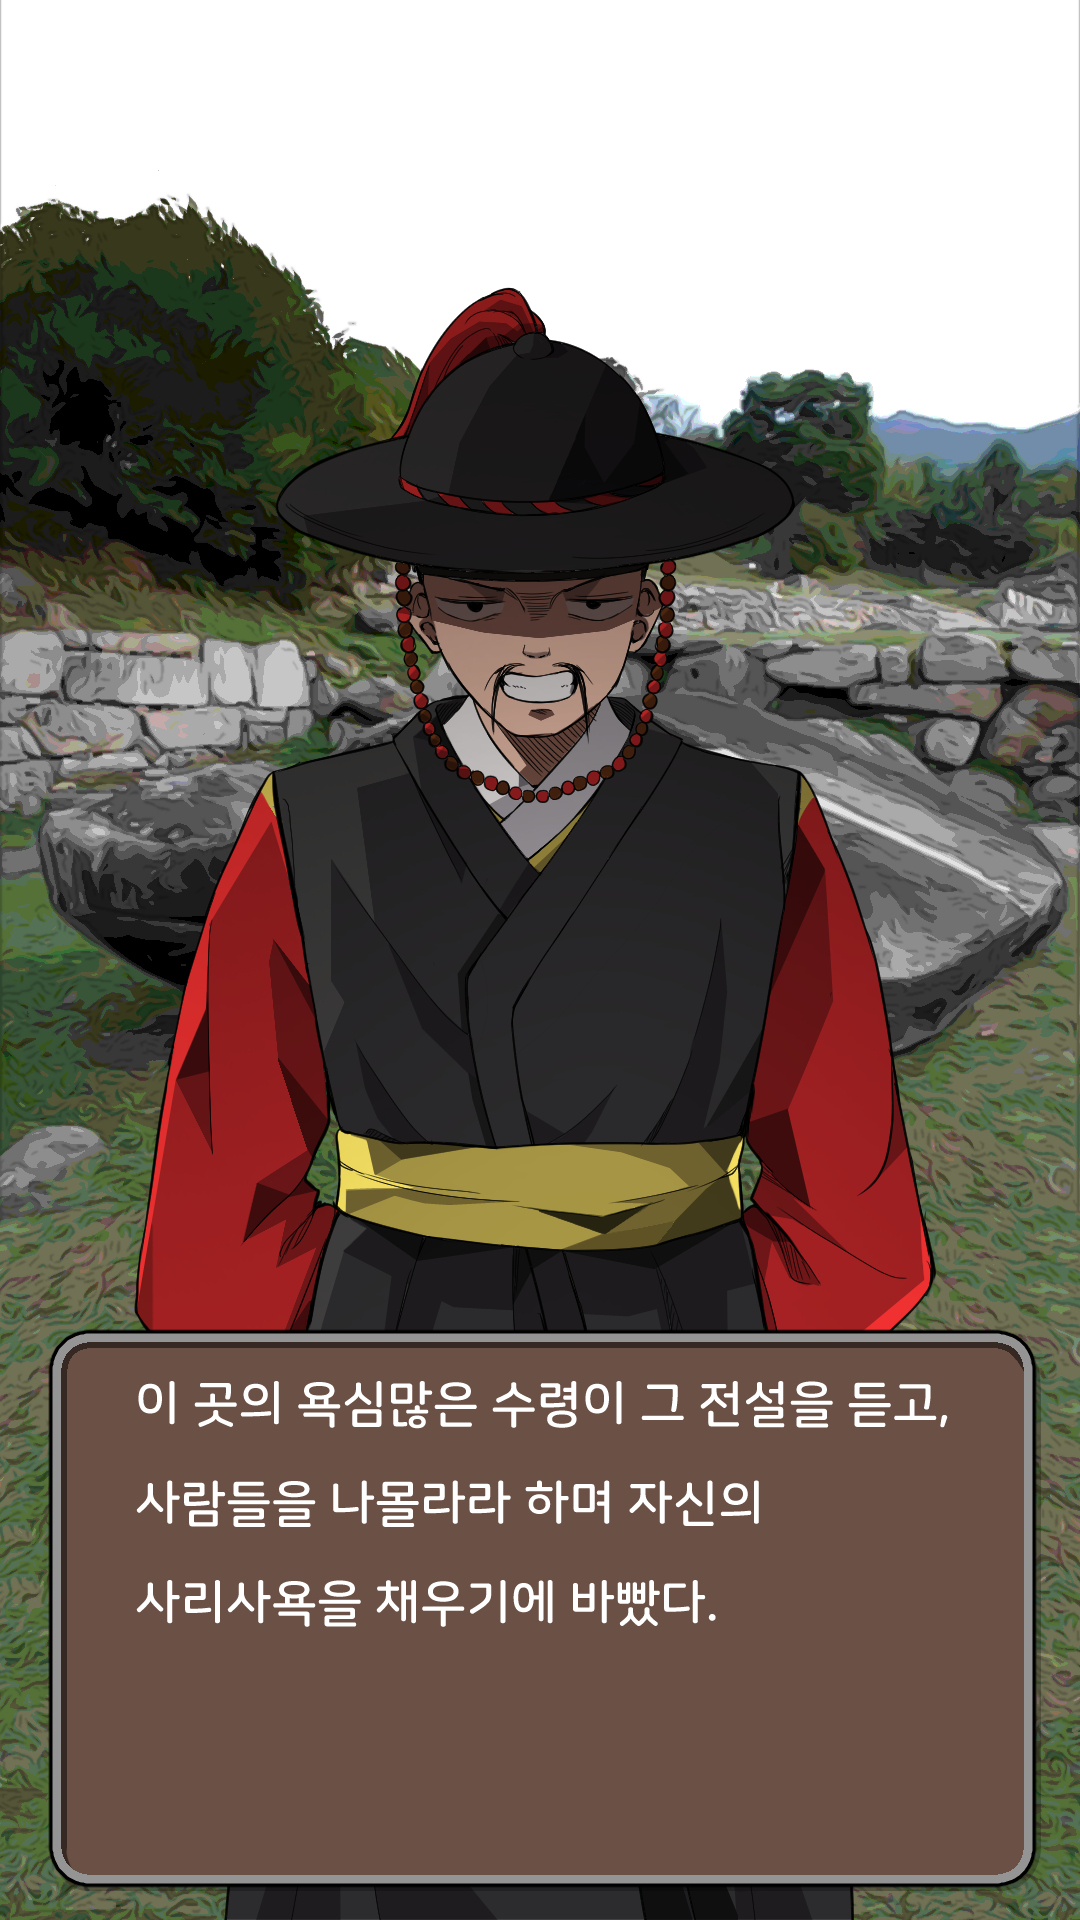 이 곳의 욕심많은 수령이 그 전설을 듣고,
사람들을 나몰라라 하며 자신의
사리사욕을 채우기에 바빴다.